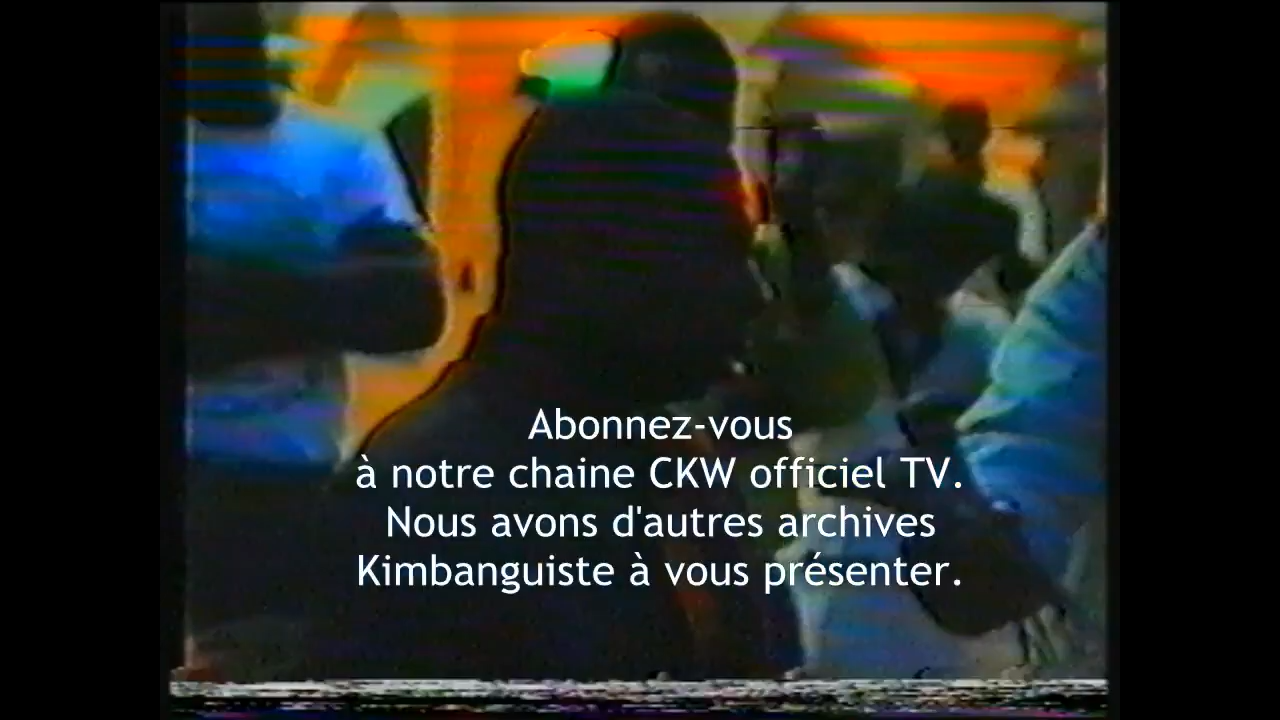 Abonnez-vous
à notre chaine CKW officiel TV.
Nous avons d'autres archives
Kimbanguiste à vous présenter.